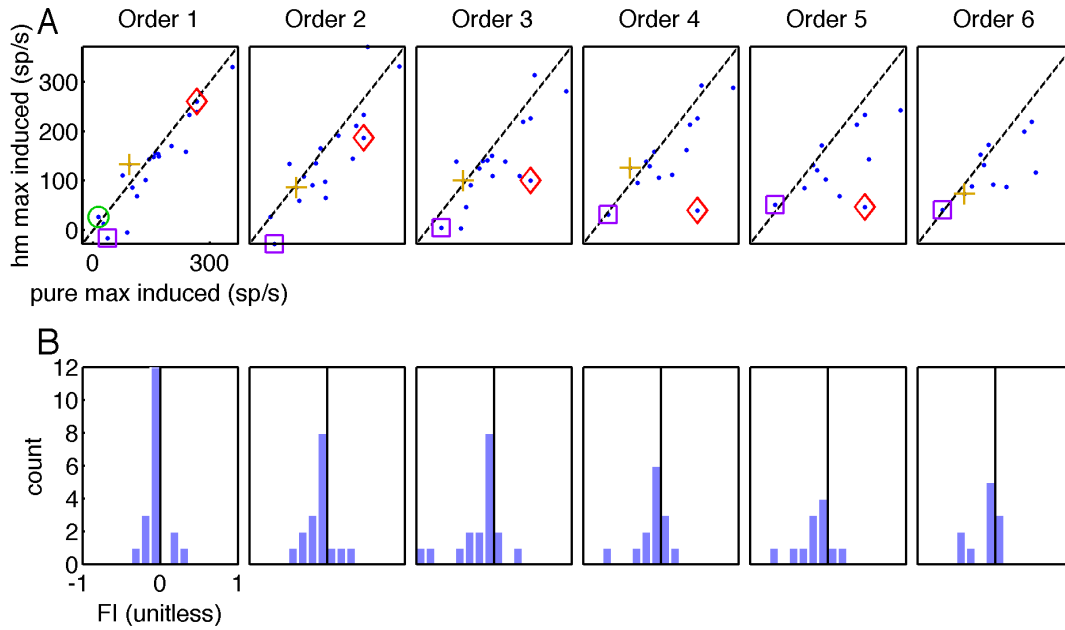 A
Order 1 Order 2 Order 3 Order 4 Order 5 Order 6
hm max induced (sp/s)
300
200
100
0
0 300
pure max induced (sp/s)
B
count
12
10
8
6
4
2
0
-1 0 1
FI (unitless)